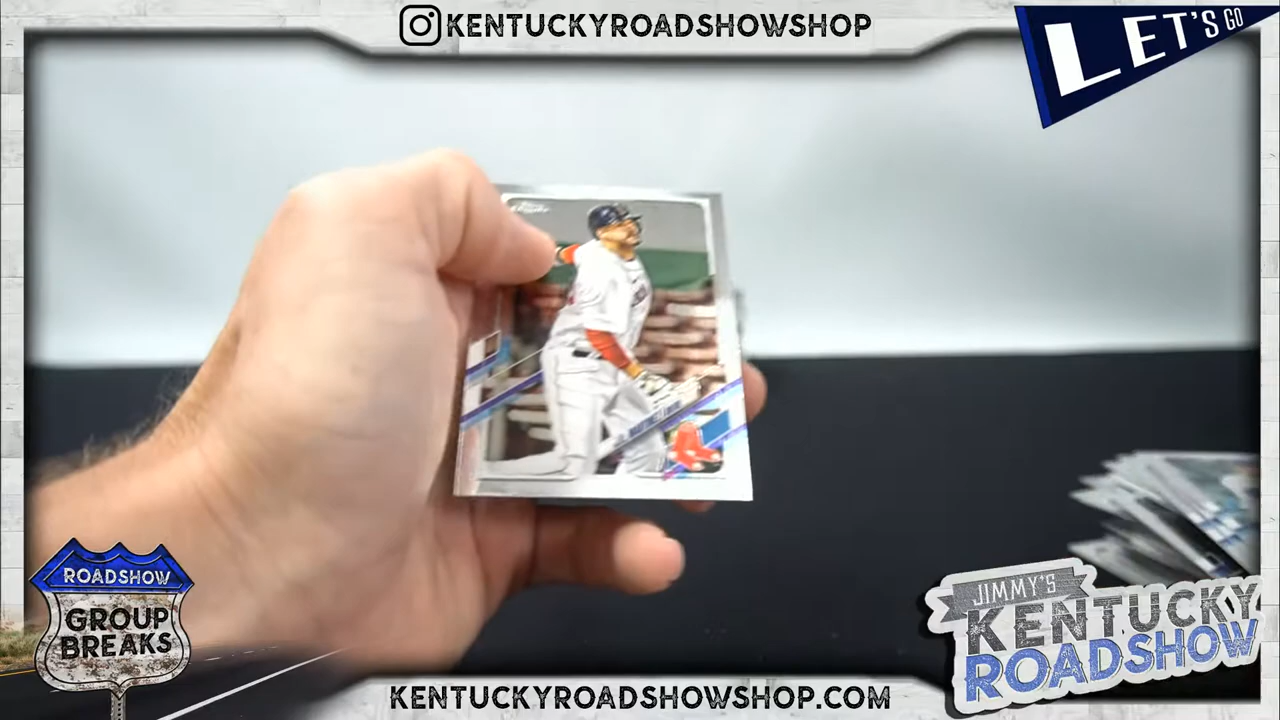 KENTUCKYROADSHOWSHOP
LET'S GO
ROADSHOW
GROUP
BREAKS
JIMMY'S
KENTUCKY
ROADSHOW
KENTUCKYROADSHOWSHOP.COM